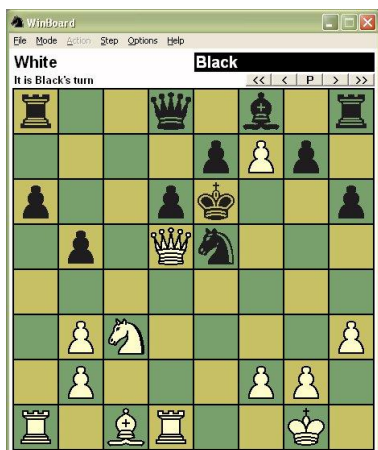 WinBoard
File Mode Action Step Options Help
White Black
It is Black's turn << < P > >>